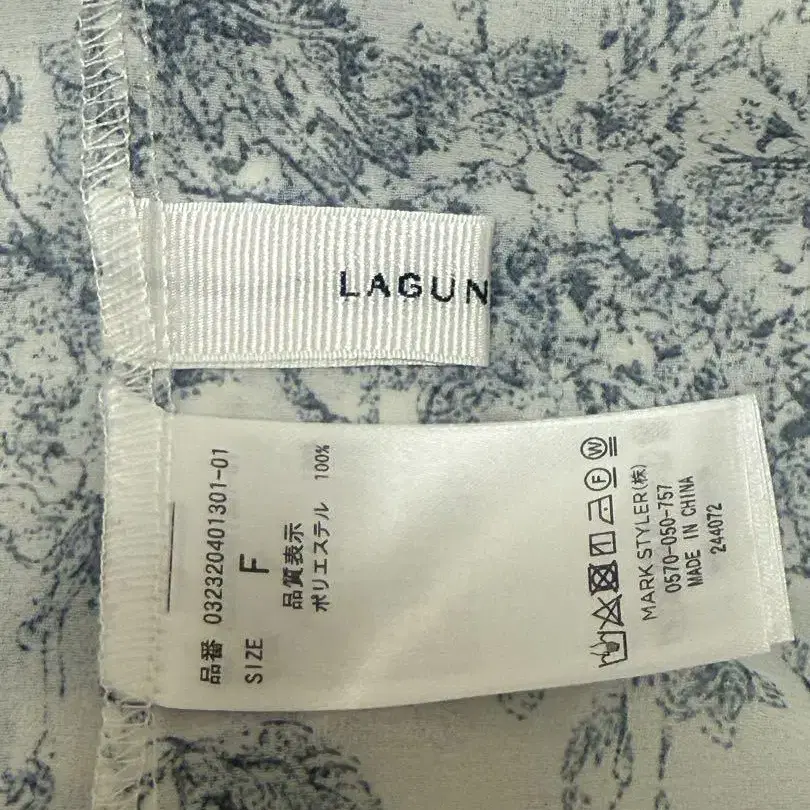 LAGUN
品番 032320401301-01
SIZE F
品質表示
ポリエステル 100%
MARK STYLER(株)
0570-050-757
MADE IN CHINA
244072